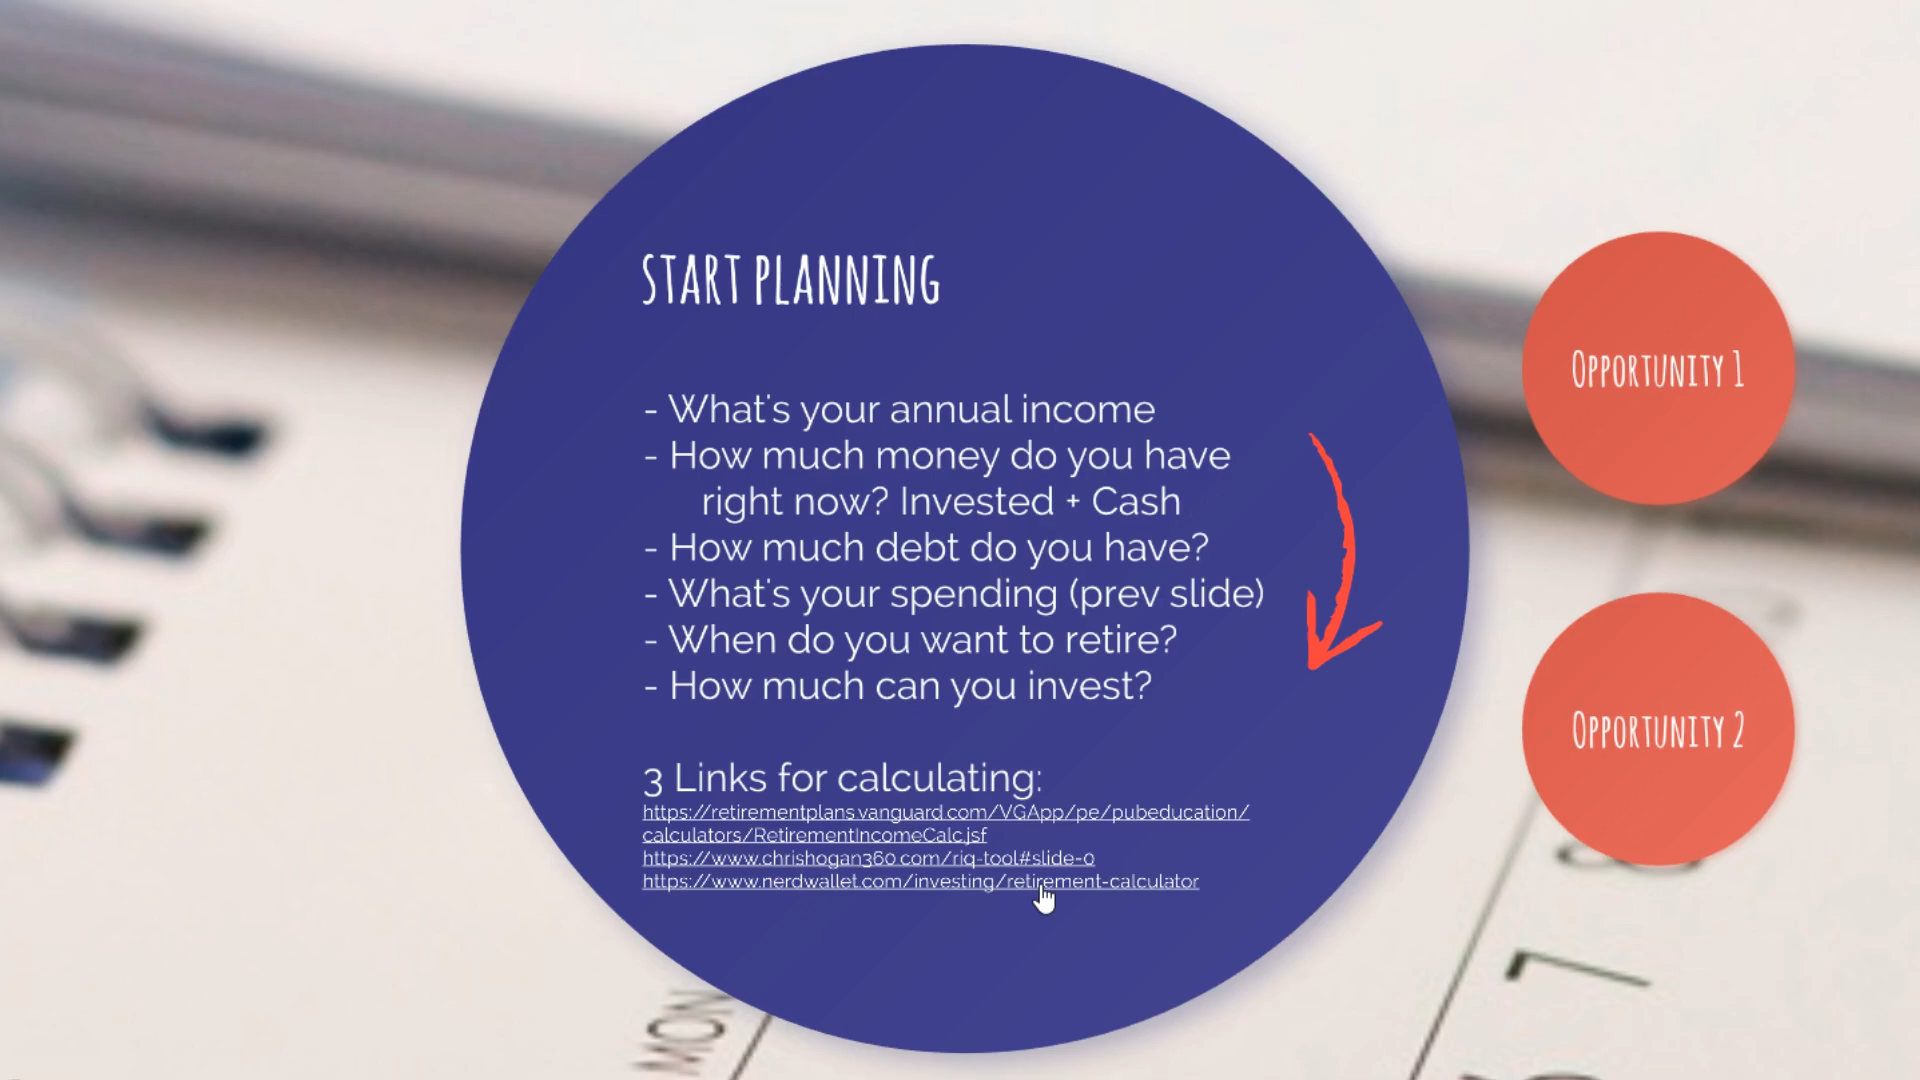 START PLANNING
- What's your annual income
- How much money do you have
right now? Invested + Cash
- How much debt do you have?
- What's your spending (prev slide)
- When do you want to retire?
- How much can you invest?
3 Links for calculating:
https://retirementplans.vanguard.com/VGApp/pe/pubeducation/
calculators/RetirementIncomeCalc.jsf
https://www.chrishogan360.com/riq-tool#slide-0
https://www.nerdwallet.com/investing/retirement-calculator
OPPORTUNITY 1
OPPORTUNITY 2
MON